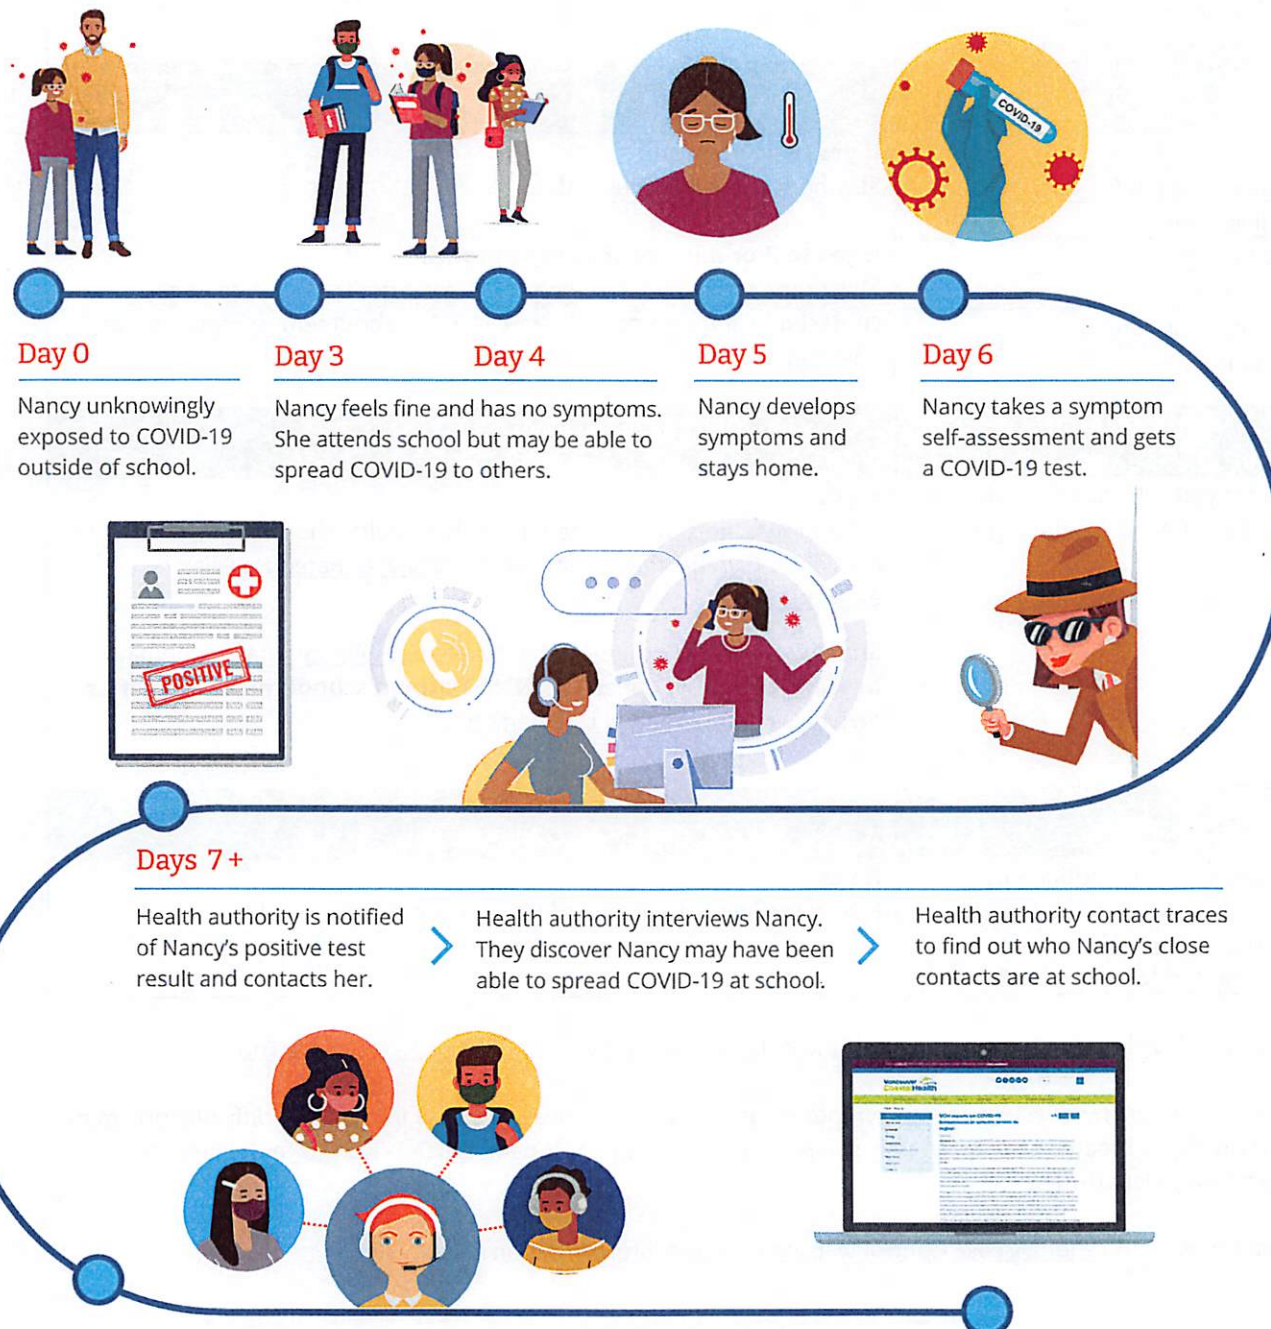 COVID-19
Day 0
Day 3
Day 4
Day 5
Day 6
Nancy unknowingly
exposed to COVID-19
outside of school.
Nancy feels fine and has no symptoms.
She attends school but may be able to
spread COVID-19 to others.
Nancy develops
symptoms and
stays home.
Nancy takes a symptom
self-assessment and gets
a COVID-19 test.
POSITIVE
Days 7+
Health authority is notified
of Nancy's positive test
result and contacts her.
Health authority interviews Nancy.
They discover Nancy may have been
able to spread COVID-19 at school.
Health authority contact traces
to find out who Nancy's close
contacts are at school.
Vancouver
CoastalHealth